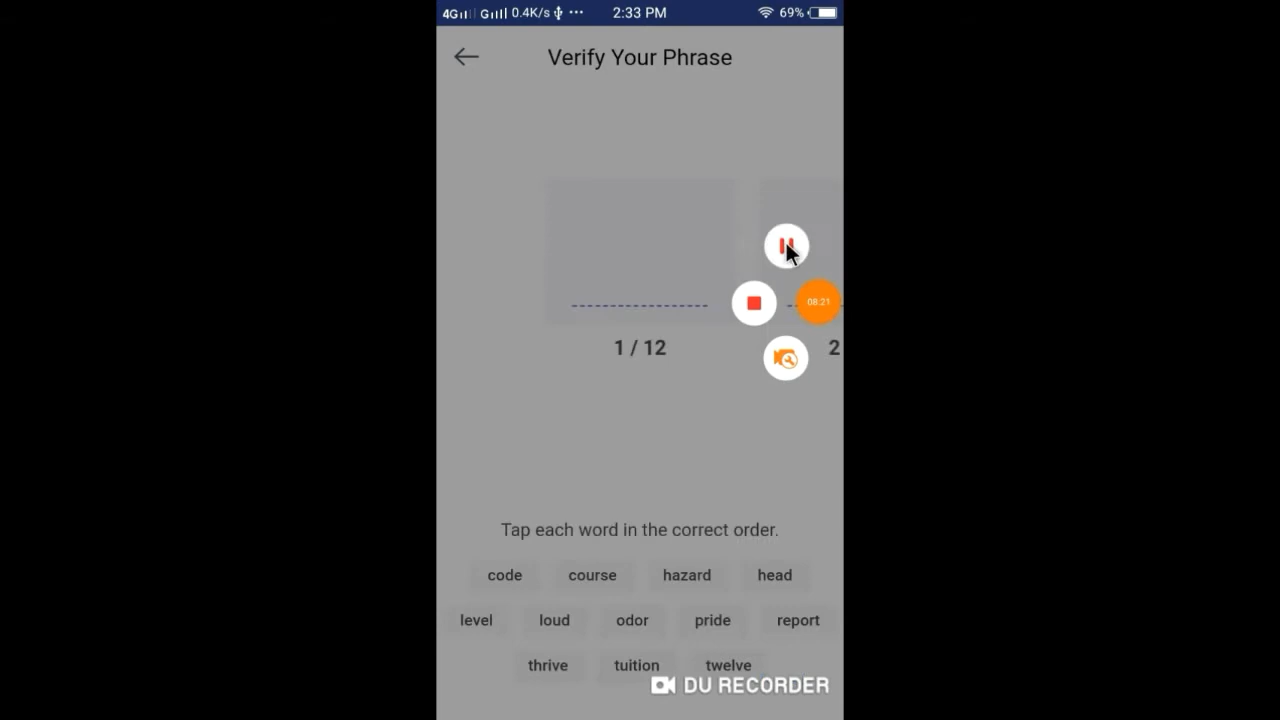 4G G 0.4K/s ... 2:33 PM 69%
Verify Your Phrase
08:21
1 / 12 2
Tap each word in the correct order.
code course hazard head
level loud odor pride report
thrive tuition twelve
DU RECORDER